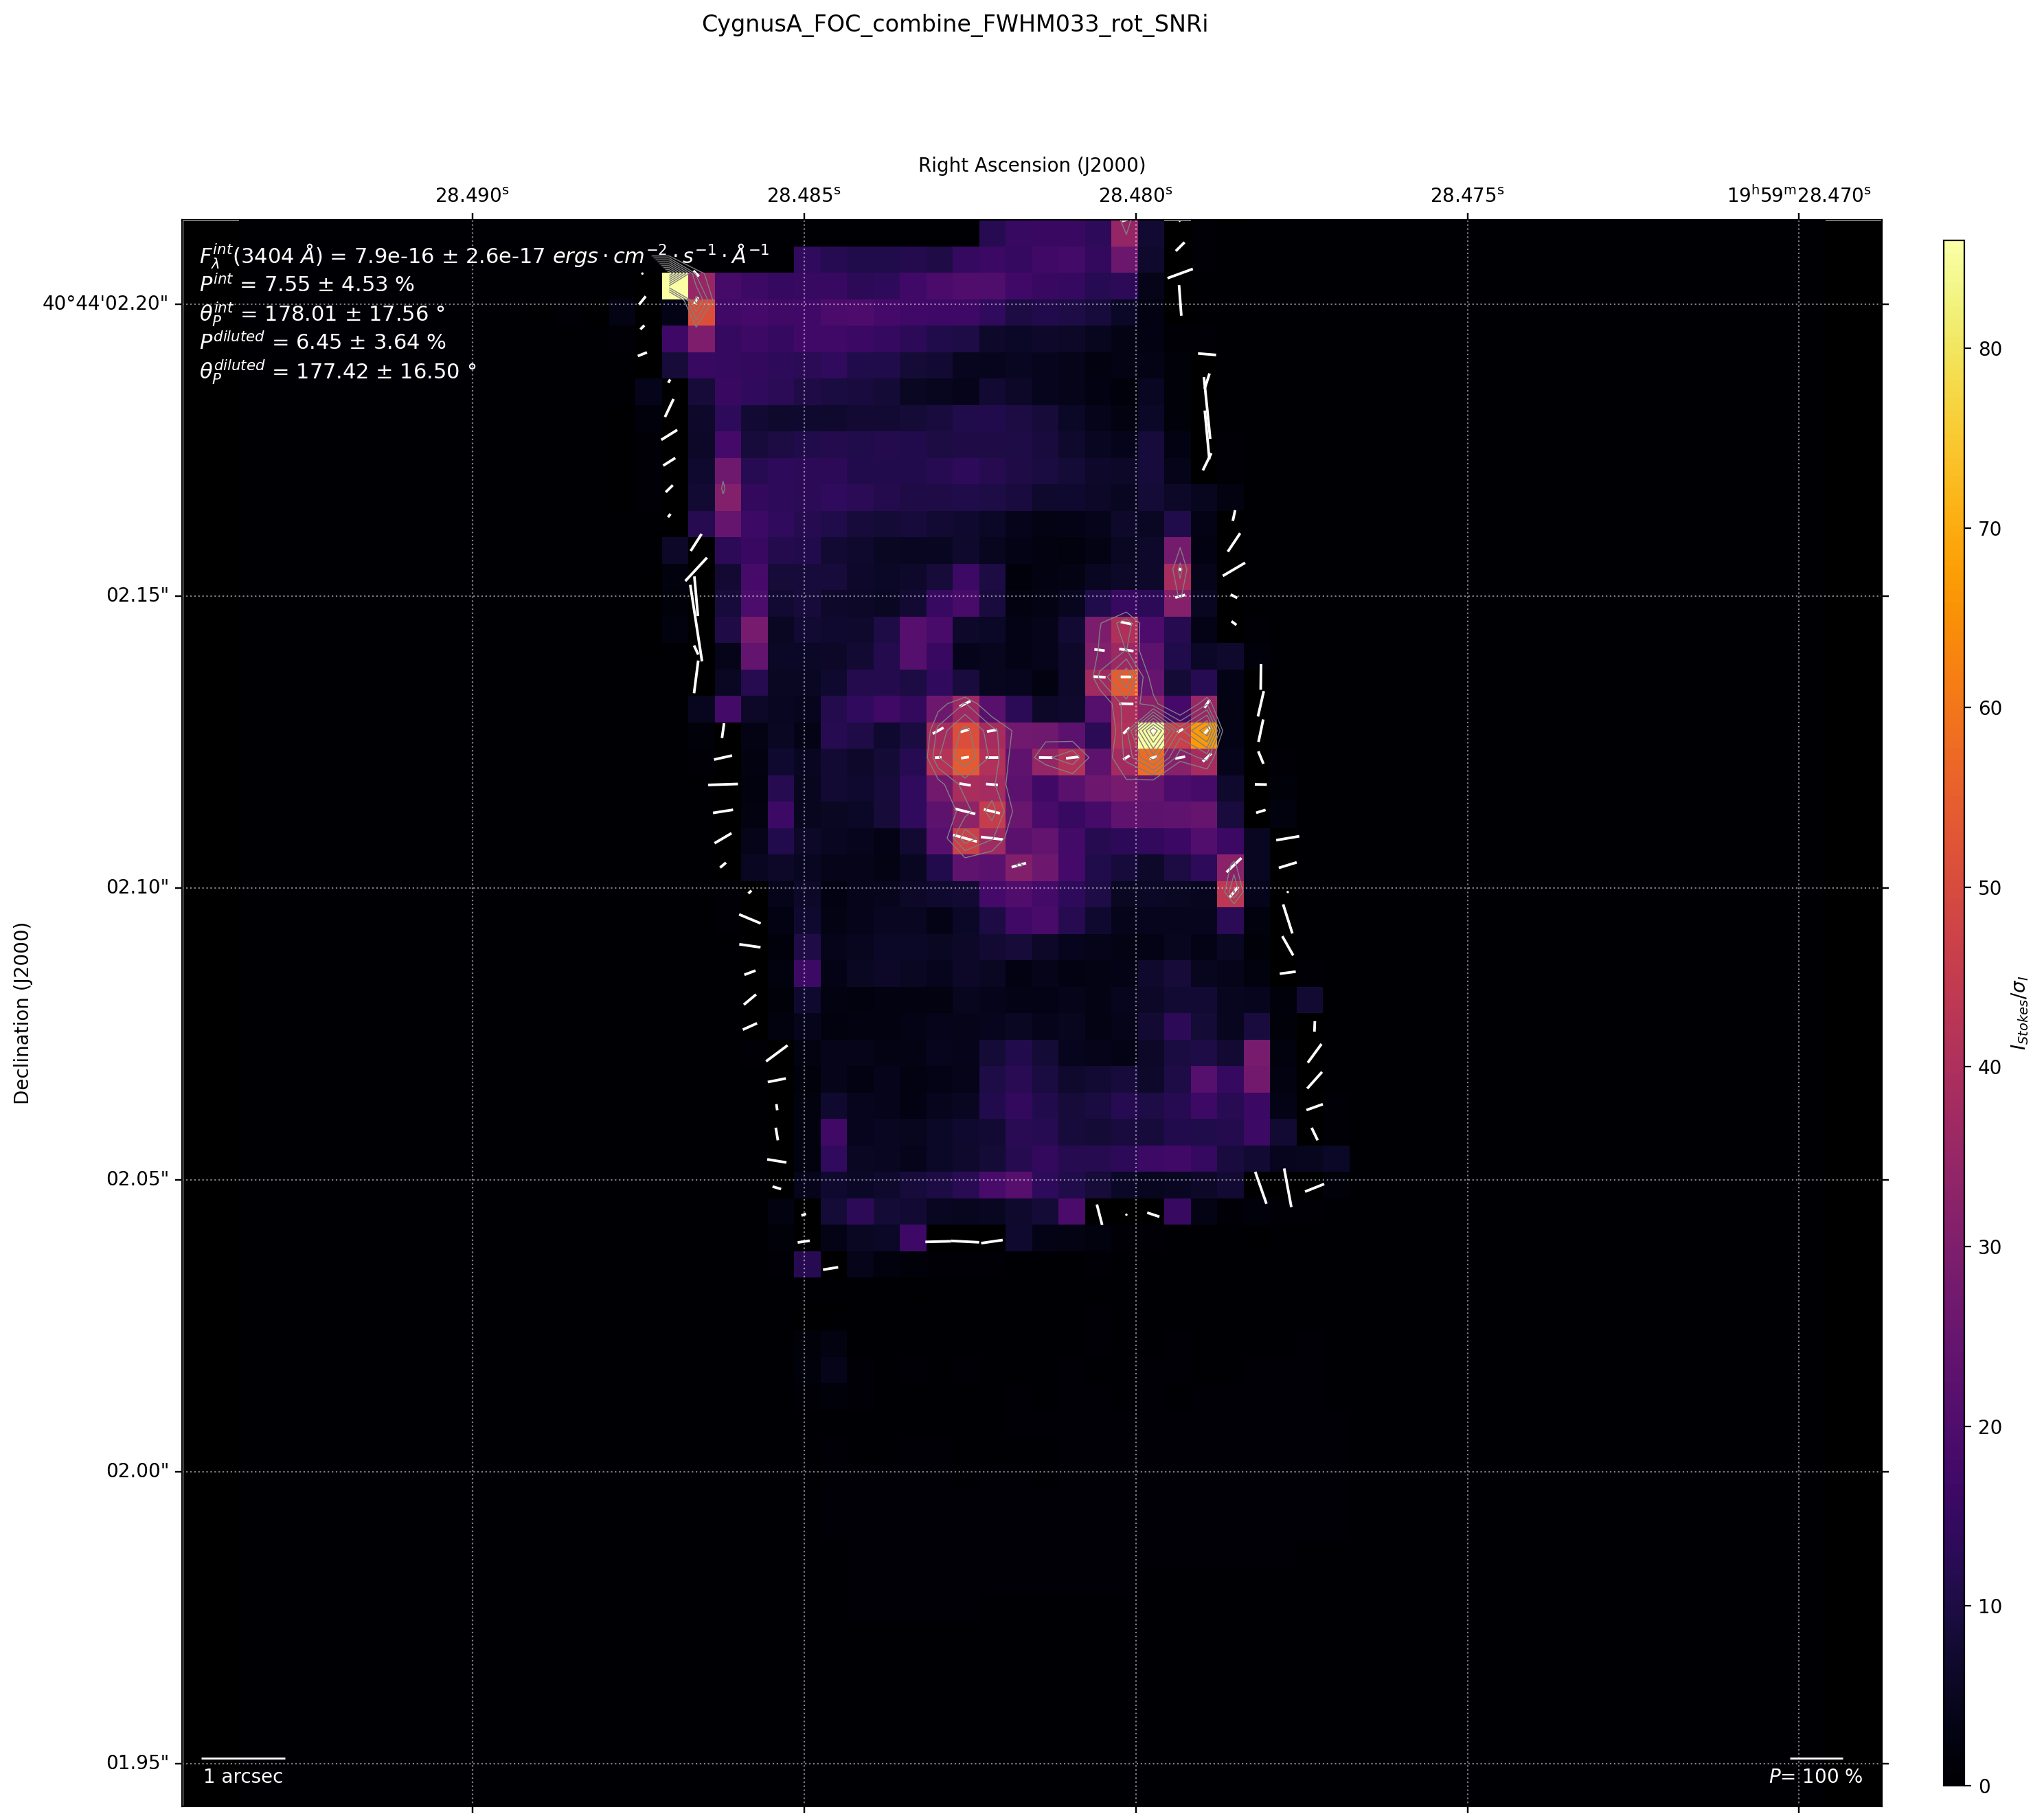 CygnusA_FOC_combine_FWHM033_rot_SNRi
Right Ascension (J2000)
28.490ˢ 28.485ˢ 28.480ˢ 28.475ˢ 19ʰ59ᵐ28.470ˢ
F_λ^int(3404 Å) = 7.9e-16 ± 2.6e-17 ergs · cm⁻² · s⁻¹ · Å⁻¹
P^int = 7.55 ± 4.53 %
θ_P^int = 178.01 ± 17.56 °
P^diluted = 6.45 ± 3.64 %
θ_P^diluted = 177.42 ± 16.50 °
40°44'02.20"
02.15"
02.10"
02.05"
02.00"
01.95"
Declination (J2000)
1 arcsec
P= 100 %
80
70
60
50
40
30
20
10
0
I_Stokes/σ_I